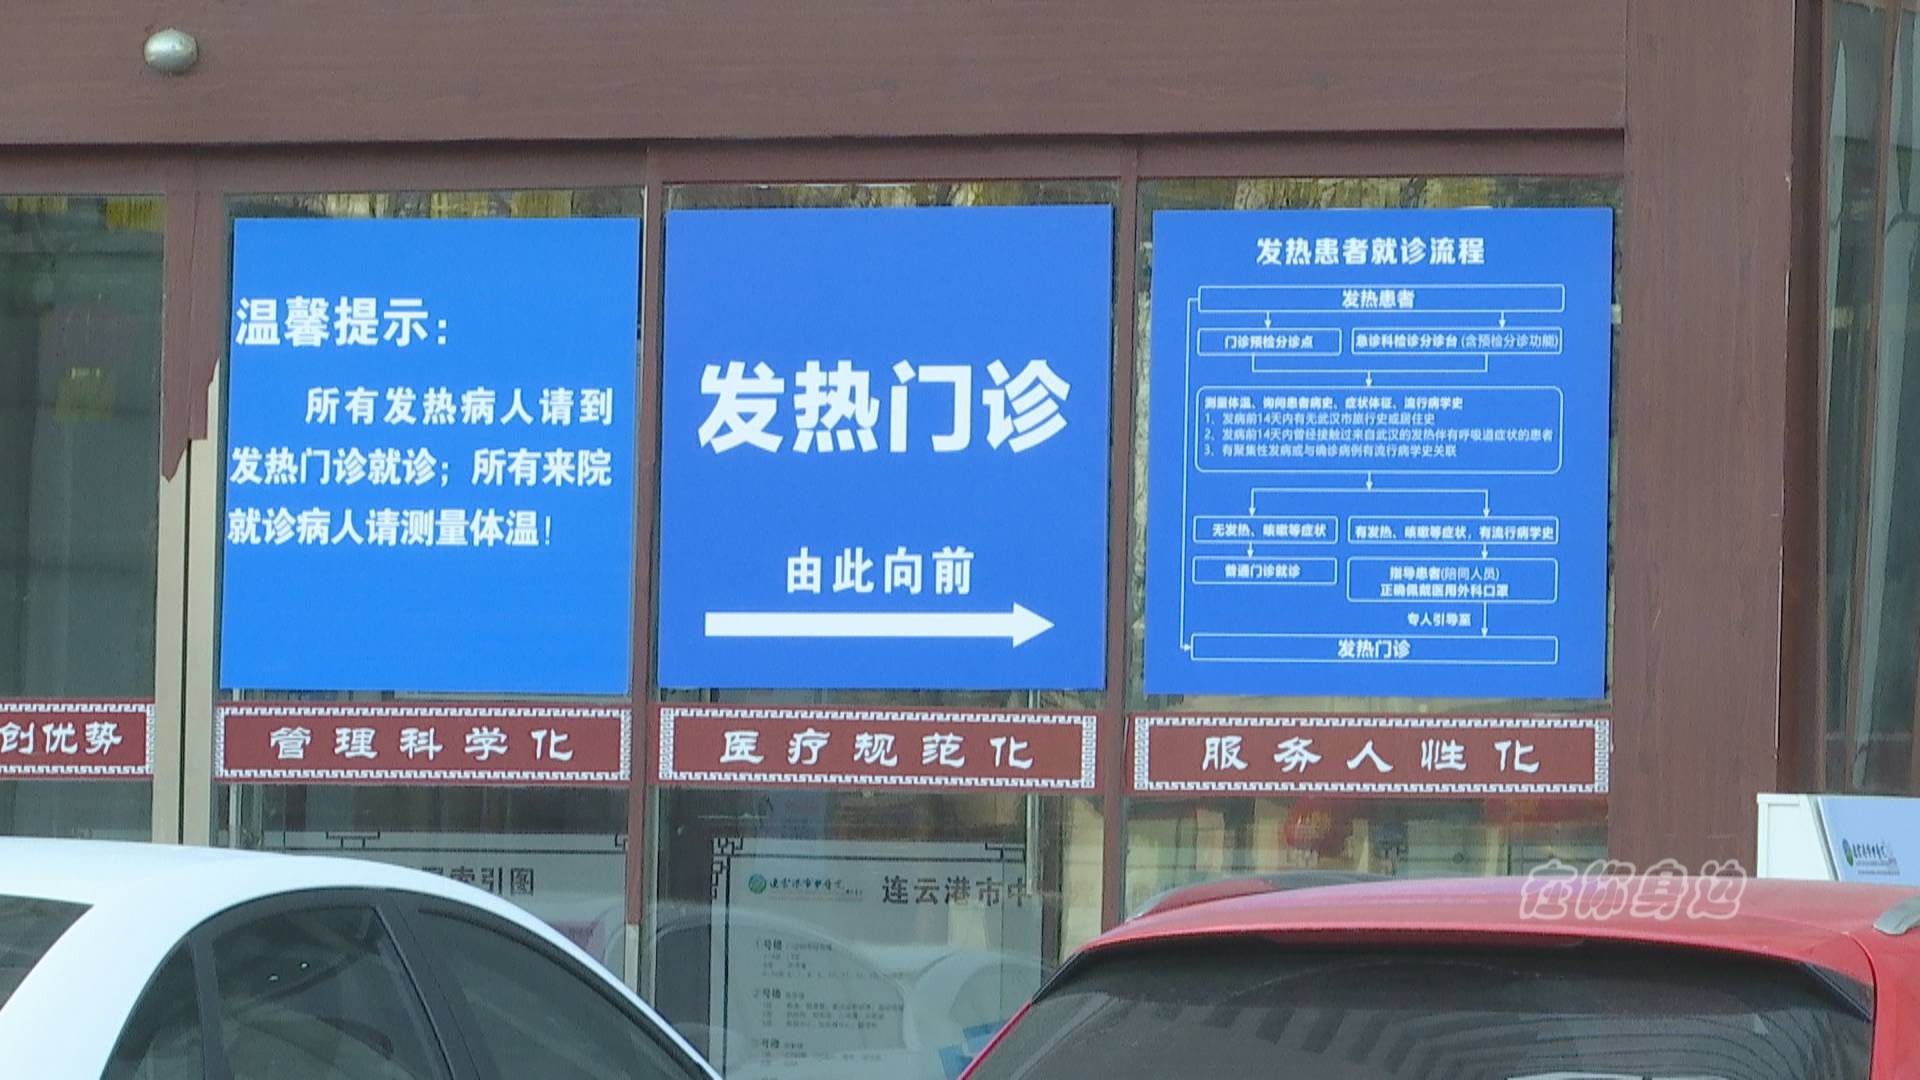 温馨提示：
所有发热病人请到
发热门诊就诊；所有来院
就诊病人请测量体温！
发热门诊
由此向前
发热患者就诊流程
发热患者
门诊预检分诊点
急诊科检诊分诊台(含预检分诊功能)
测量体温、询问患者病史、症状体征、流行病学史
1、发病前14天内有无武汉市旅行史或居住史
2、发病前14天内曾经接触过来自武汉的发热伴有呼吸道症状的患者
3、有聚集性发病或与确诊病例有流行病学史关联
无发热、咳嗽等症状
有发热、咳嗽等症状，有流行病学史
普通门诊就诊
指导患者(陪同人员)
正确佩戴医用外科口罩
专人引导至
发热门诊
创优势
管理科学化
医疗规范化
服务人性化
索引图
连云港市中
1号楼
2号楼
3号楼
在你身边